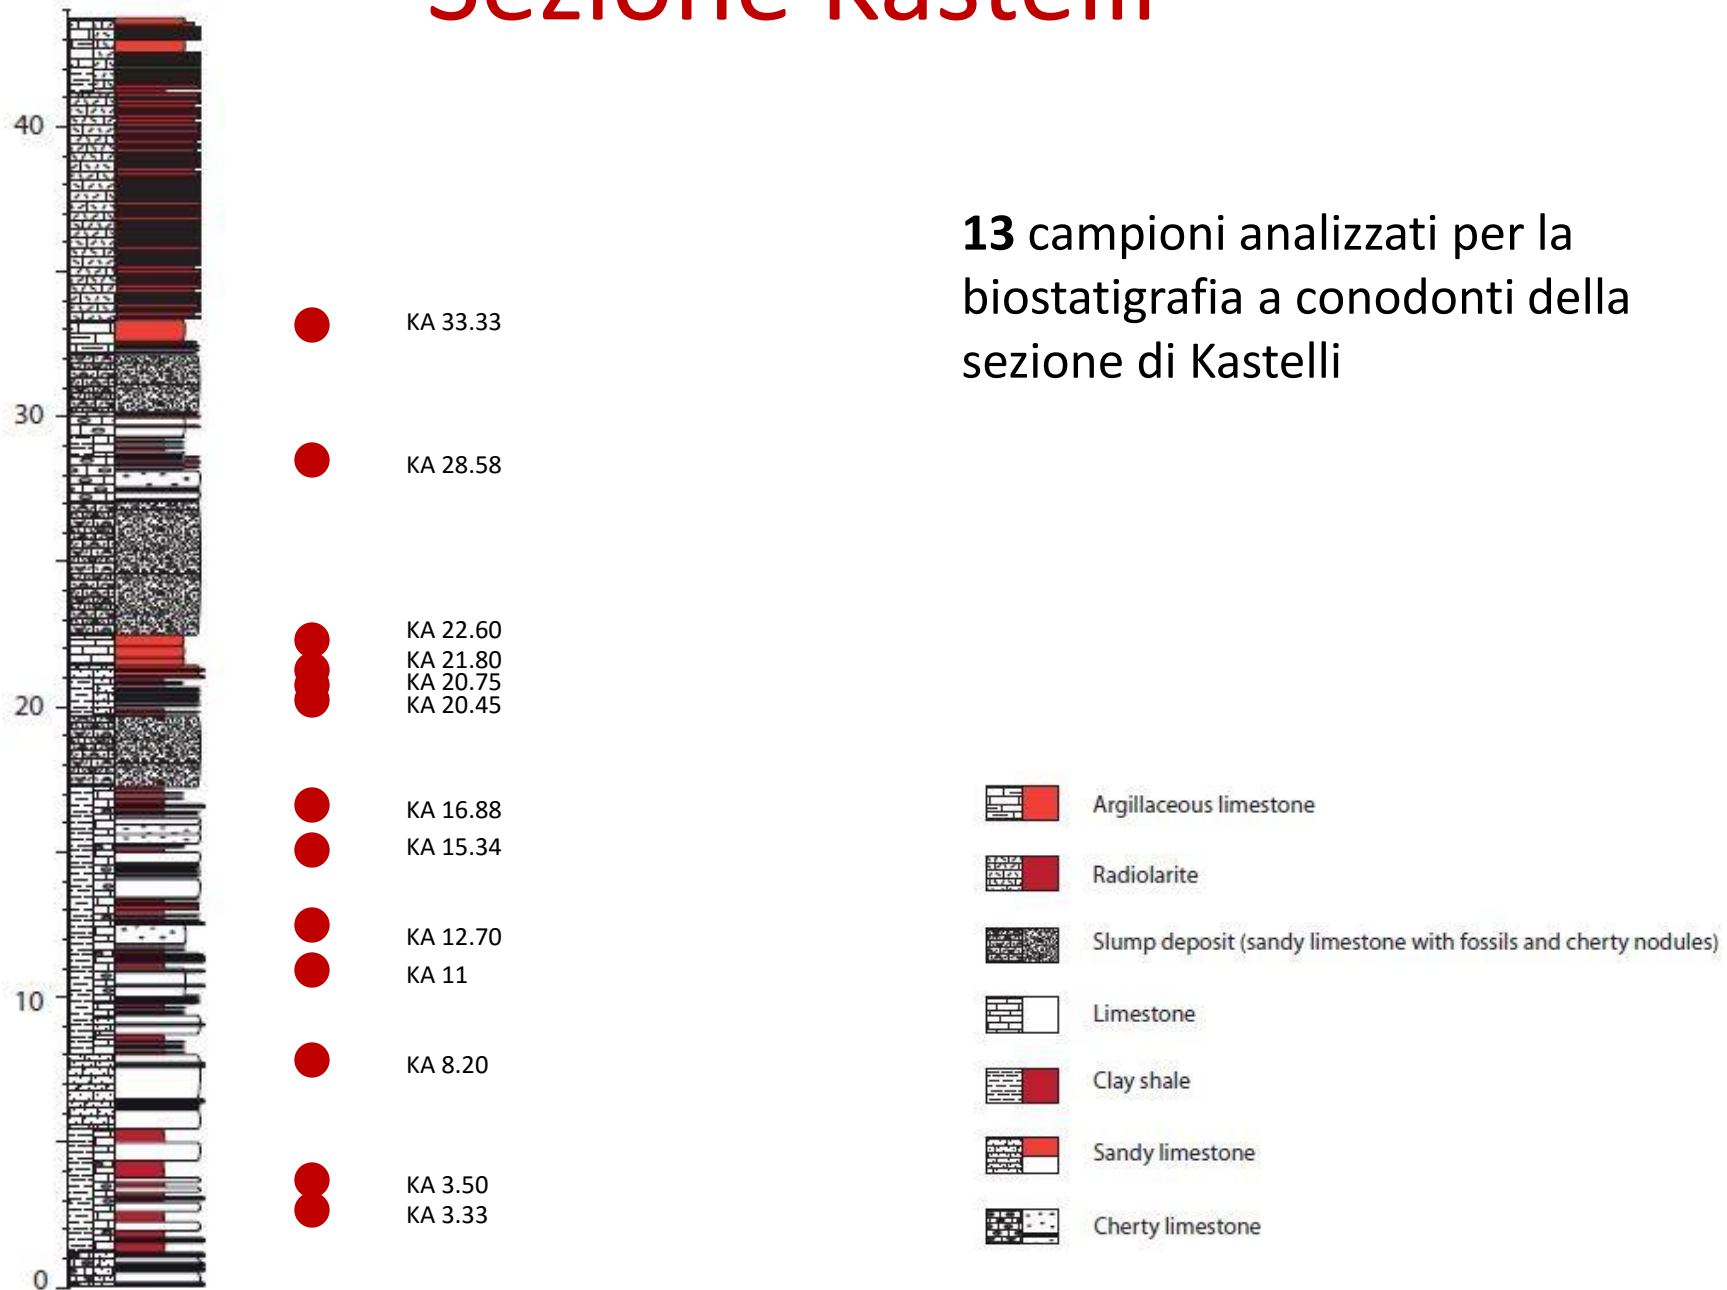 Sezione Kastelli
40
30
20
10
0
KA 33.33
KA 28.58
KA 22.60
KA 21.80
KA 20.75
KA 20.45
KA 16.88
KA 15.34
KA 12.70
KA 11
KA 8.20
KA 3.50
KA 3.33
13 campioni analizzati per la
biostatigrafia a conodonti della
sezione di Kastelli
Argillaceous limestone
Radiolarite
Slump deposit (sandy limestone with fossils and cherty nodules)
Limestone
Clay shale
Sandy limestone
Cherty limestone